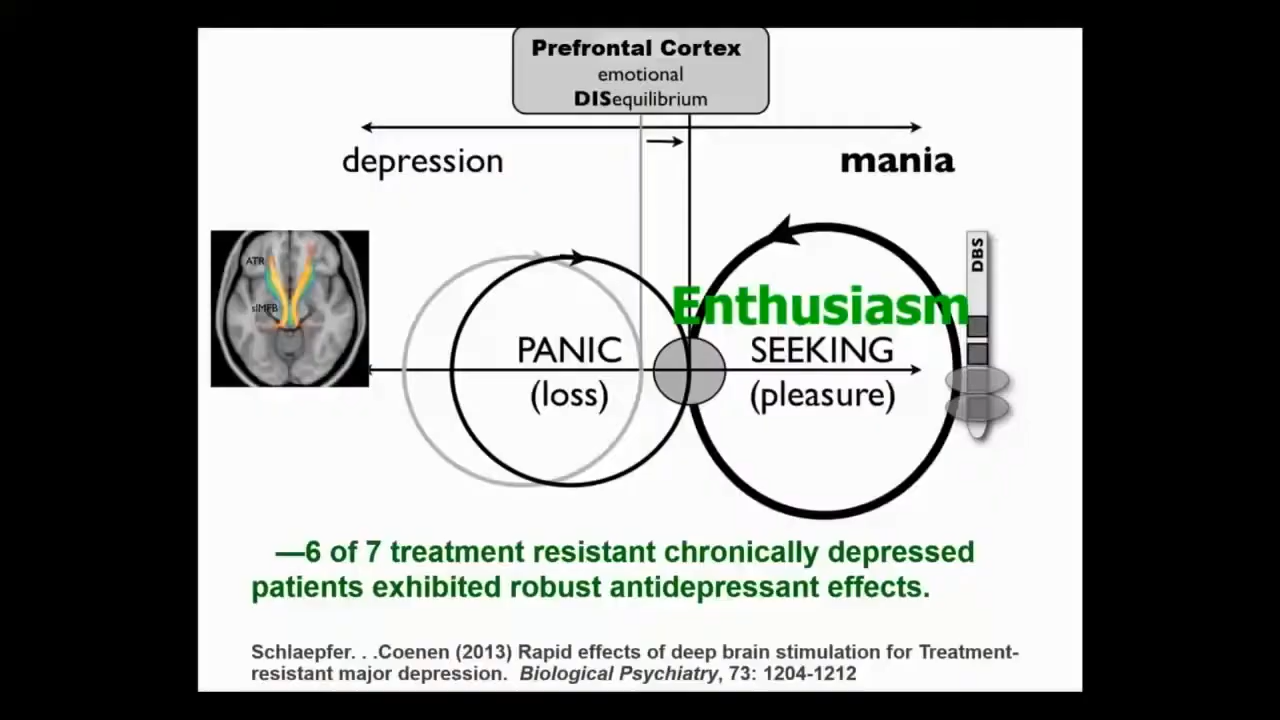 Prefrontal Cortex
emotional
DISequilibrium
depression
mania
ATR
slMFB
DBS
Enthusiasm
PANIC
(loss)
SEEKING
(pleasure)
—6 of 7 treatment resistant chronically depressed
patients exhibited robust antidepressant effects.
Schlaepfer. . .Coenen (2013) Rapid effects of deep brain stimulation for Treatment-
resistant major depression. Biological Psychiatry, 73: 1204-1212